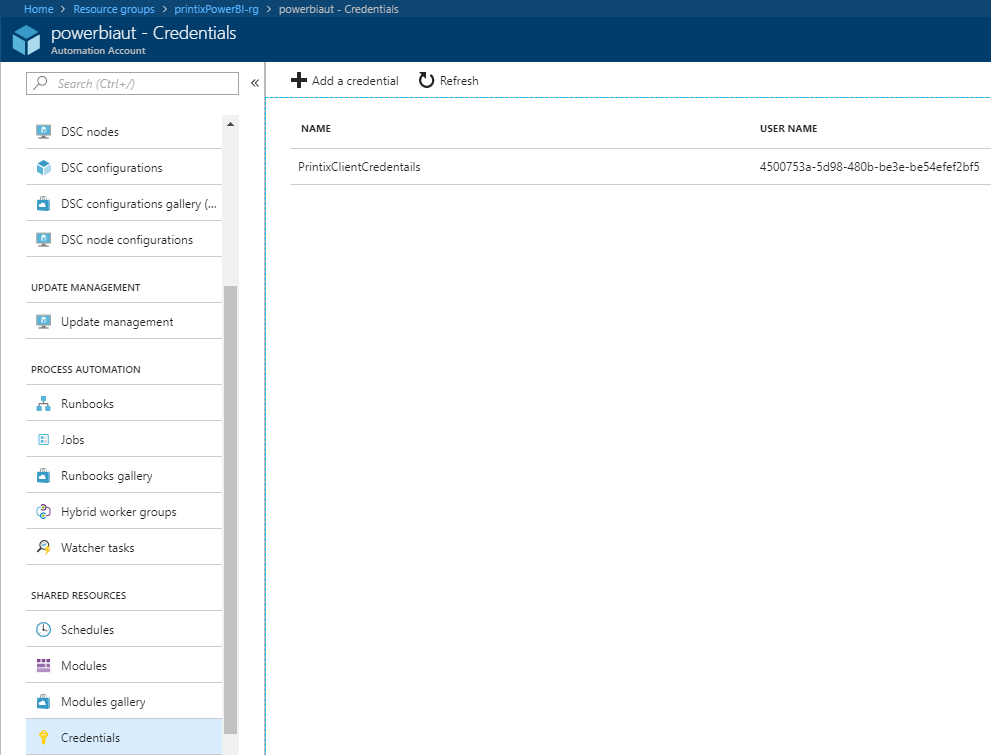 Home > Resource groups > printixPowerBI-rg > powerbiaut - Credentials
powerbiaut - Credentials
Automation Account
Search (Ctrl+/)
«
DSC nodes
DSC configurations
DSC configurations gallery (...
DSC node configurations
UPDATE MANAGEMENT
Update management
PROCESS AUTOMATION
Runbooks
Jobs
Runbooks gallery
Hybrid worker groups
Watcher tasks
SHARED RESOURCES
Schedules
Modules
Modules gallery
Credentials
Add a credential Refresh
NAME USER NAME
PrintixClientCredentails 4500753a-5d98-480b-be3e-be54efef2bf5